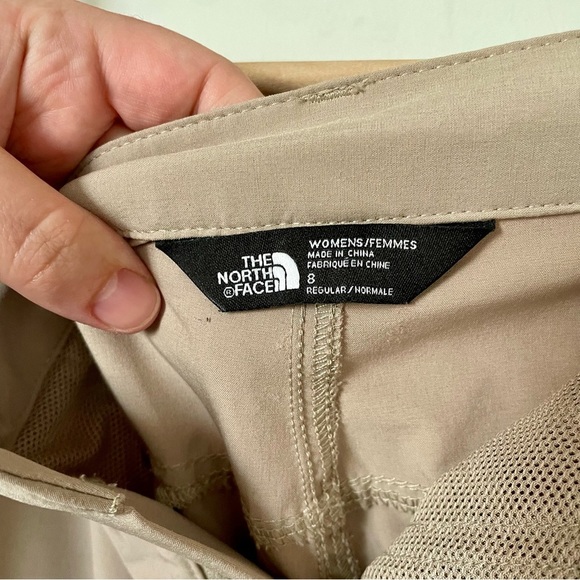 THE
NORTH
FACE
WOMENS/FEMMES
MADE IN CHINA
FABRIQUÉ EN CHINE
8
REGULAR/NORMALE